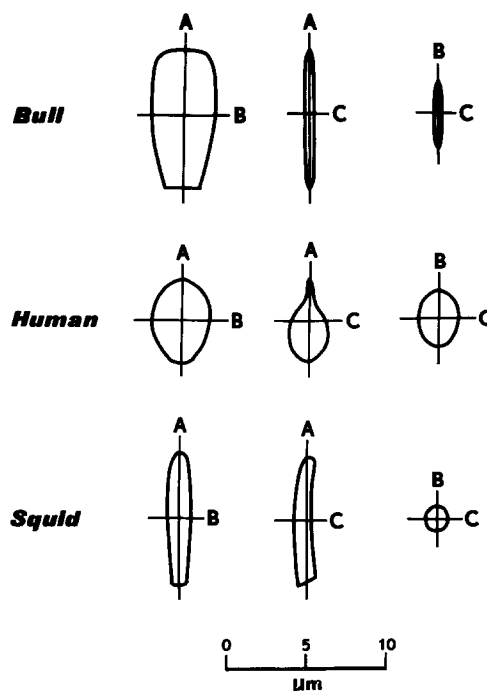 A A B
Bull B C C
A A B
Human B C C
A A B
Squid B C C
0 5 10
μm